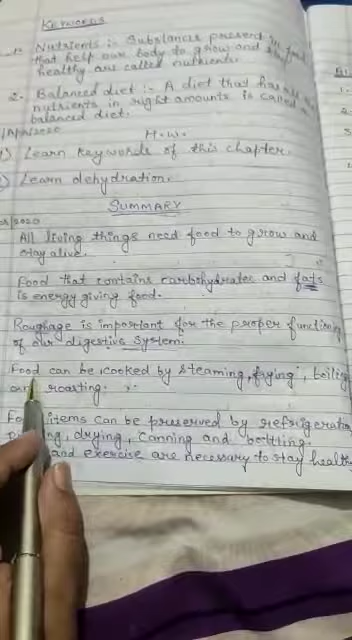 KEYWORDS
Nutrients :- Substances present in food
that help our body to grow and stay
healthy are called nutrients.
2. Balanced diet :- A diet that has all the
nutrients in right amounts is called a
balanced diet.
2020
H.W.
1) Learn keywords of this chapter.
Learn dehydration.
SUMMARY
2020
All living things need food to grow and
stay alive.
Food that contains carbohydrates and fats
is energy giving food.
Roughage is important for the proper function
of our digestive system.
Food can be cooked by steaming, frying, boiling
and roasting.
items can be preserved by refrigeration
drying, canning and bottling.
and exercise are necessary to stay healthy